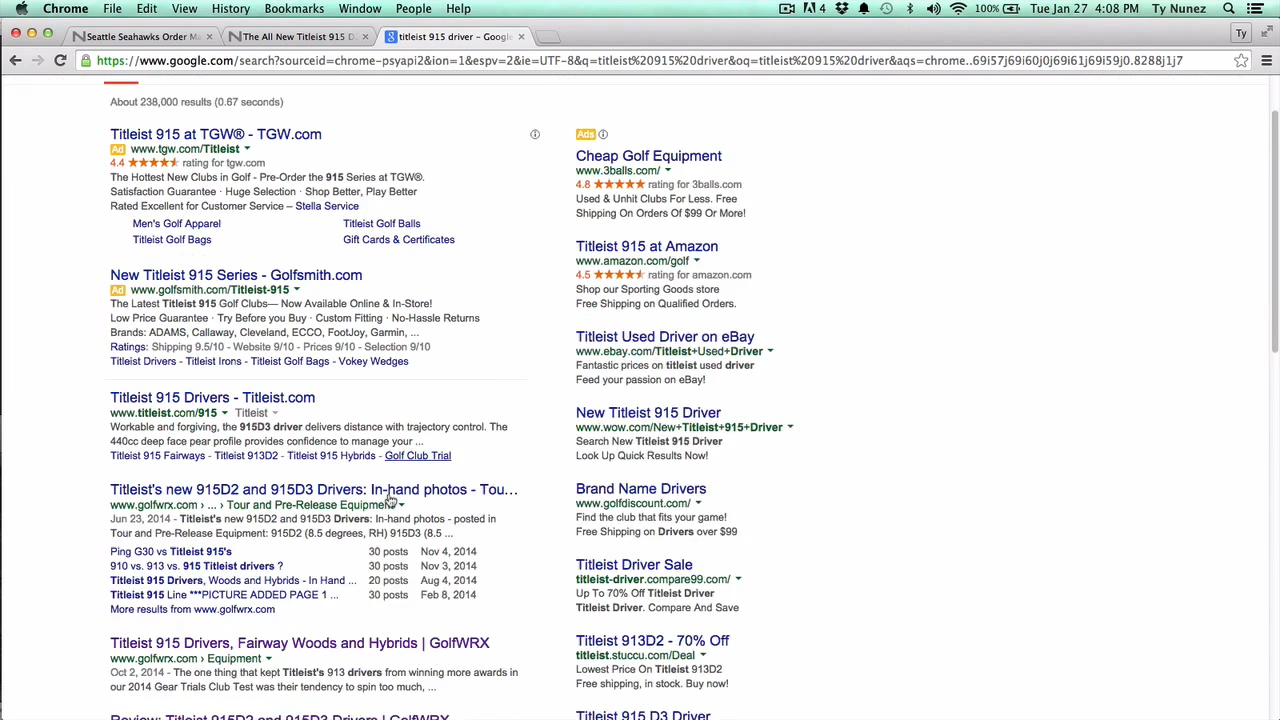 Chrome File Edit View History Bookmarks Window People Help 4 100% Tue Jan 27 4:08 PM Ty Nunez
Seattle Seahawks Order Ma × The All New Titleist 915 D × titleist 915 driver – Google × Ty
https://www.google.com/search?sourceid=chrome-psyapi2&ion=1&espv=2&ie=UTF-8&q=titleist%20915%20driver&oq=titleist%20915%20driver&aqs=chrome..69i57j69i60j0j69i61j69i59j0.8288j1j7
About 238,000 results (0.67 seconds)
Titleist 915 at TGW® - TGW.com
Ad www.tgw.com/Titleist
4.4 ★★★★★ rating for tgw.com
The Hottest New Clubs in Golf - Pre-Order the 915 Series at TGW®.
Satisfaction Guarantee · Huge Selection · Shop Better, Play Better
Rated Excellent for Customer Service – Stella Service
Men's Golf Apparel Titleist Golf Balls
Titleist Golf Bags Gift Cards & Certificates
New Titleist 915 Series - Golfsmith.com
Ad www.golfsmith.com/Titleist-915
The Latest Titleist 915 Golf Clubs— Now Available Online & In-Store!
Low Price Guarantee · Try Before you Buy · Custom Fitting · No-Hassle Returns
Brands: ADAMS, Callaway, Cleveland, ECCO, FootJoy, Garmin, ...
Ratings: Shipping 9.5/10 - Website 9/10 - Prices 9/10 - Selection 9/10
Titleist Drivers - Titleist Irons - Titleist Golf Bags - Vokey Wedges
Titleist 915 Drivers - Titleist.com
www.titleist.com/915 Titleist
Workable and forgiving, the 915D3 driver delivers distance with trajectory control. The
440cc deep face pear profile provides confidence to manage your ...
Titleist 915 Fairways - Titleist 913D2 - Titleist 915 Hybrids - Golf Club Trial
Titleist's new 915D2 and 915D3 Drivers: In-hand photos - Tou...
www.golfwrx.com › ... › Tour and Pre-Release Equipment
Jun 23, 2014 - Titleist's new 915D2 and 915D3 Drivers: In-hand photos - posted in
Tour and Pre-Release Equipment: 915D2 (8.5 degrees, RH) 915D3 (8.5 ...
Ping G30 vs Titleist 915's 30 posts Nov 4, 2014
910 vs. 913 vs. 915 Titleist drivers ? 30 posts Nov 3, 2014
Titleist 915 Drivers, Woods and Hybrids - In Hand ... 20 posts Aug 4, 2014
Titleist 915 Line ***PICTURE ADDED PAGE 1 ... 30 posts Feb 8, 2014
More results from www.golfwrx.com
Titleist 915 Drivers, Fairway Woods and Hybrids | GolfWRX
www.golfwrx.com › Equipment
Oct 2, 2014 - The one thing that kept Titleist's 913 drivers from winning more awards in
our 2014 Gear Trials Club Test was their tendency to spin too much, ...
Review: Titleist 915D2 and 915D3 Drivers | GolfWRX
Ads
Cheap Golf Equipment
www.3balls.com/
4.8 ★★★★★ rating for 3balls.com
Used & Unhit Clubs For Less. Free
Shipping On Orders Of $99 Or More!
Titleist 915 at Amazon
www.amazon.com/golf
4.5 ★★★★★ rating for amazon.com
Shop our Sporting Goods store
Free Shipping on Qualified Orders.
Titleist Used Driver on eBay
www.ebay.com/Titleist+Used+Driver
Fantastic prices on titleist used driver
Feed your passion on eBay!
New Titleist 915 Driver
www.wow.com/New+Titleist+915+Driver
Search New Titleist 915 Driver
Look Up Quick Results Now!
Brand Name Drivers
www.golfdiscount.com/
Find the club that fits your game!
Free Shipping on Drivers over $99
Titleist Driver Sale
titleist-driver.compare99.com/
Up To 70% Off Titleist Driver
Titleist Driver. Compare And Save
Titleist 913D2 - 70% Off
titleist.stuccu.com/Deal
Lowest Price On Titleist 913D2
Free shipping, in stock. Buy now!
Titleist 915 D3 Driver